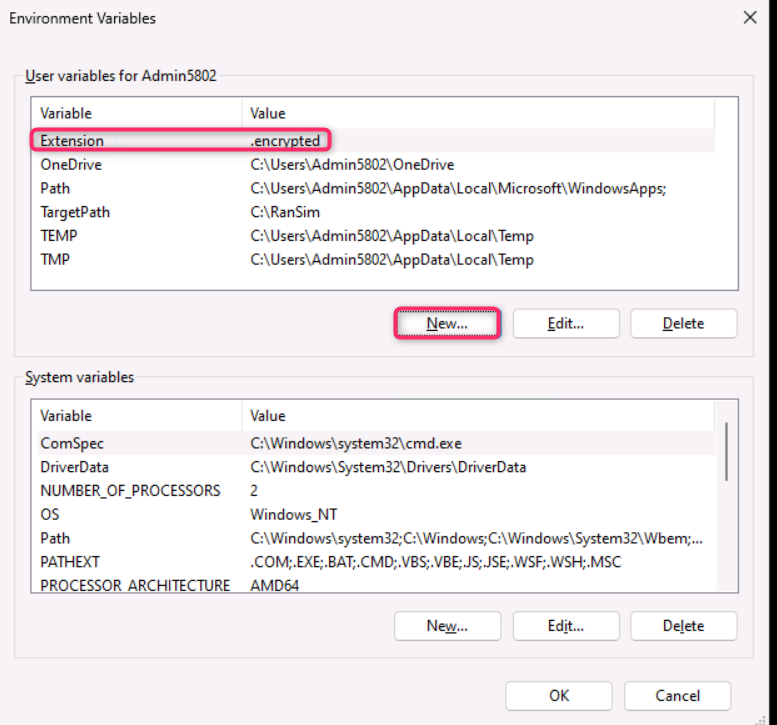 Environment Variables
User variables for Admin5802
Variable Value
Extension .encrypted
OneDrive C:\Users\Admin5802\OneDrive
Path C:\Users\Admin5802\AppData\Local\Microsoft\WindowsApps;
TargetPath C:\RanSim
TEMP C:\Users\Admin5802\AppData\Local\Temp
TMP C:\Users\Admin5802\AppData\Local\Temp
New... Edit... Delete
System variables
Variable Value
ComSpec C:\Windows\system32\cmd.exe
DriverData C:\Windows\System32\Drivers\DriverData
NUMBER_OF_PROCESSORS 2
OS Windows_NT
Path C:\Windows\system32;C:\Windows;C:\Windows\System32\Wbem;...
PATHEXT .COM;.EXE;.BAT;.CMD;.VBS;.VBE;.JS;.JSE;.WSF;.WSH;.MSC
PROCESSOR_ARCHITECTURE AMD64
New... Edit... Delete
OK Cancel